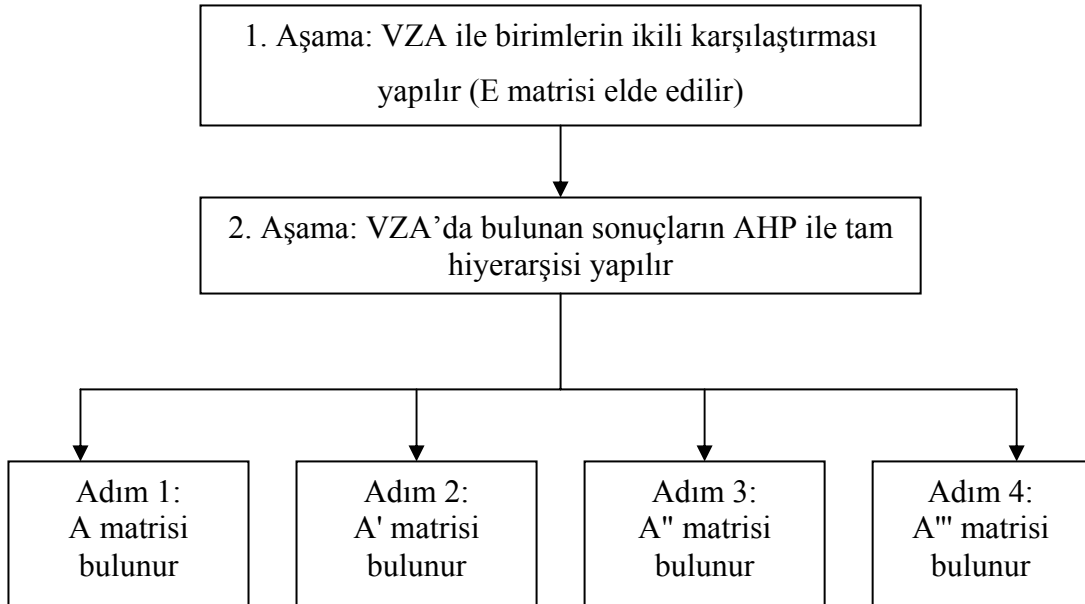 1. Aşama: VZA ile birimlerin ikili karşılaştırması
yapılır (E matrisi elde edilir)
2. Aşama: VZA’da bulunan sonuçların AHP ile tam
hiyerarşisi yapılır
Adım 1:
A matrisi
bulunur
Adım 2:
A' matrisi
bulunur
Adım 3:
A'' matrisi
bulunur
Adım 4:
A''' matrisi
bulunur